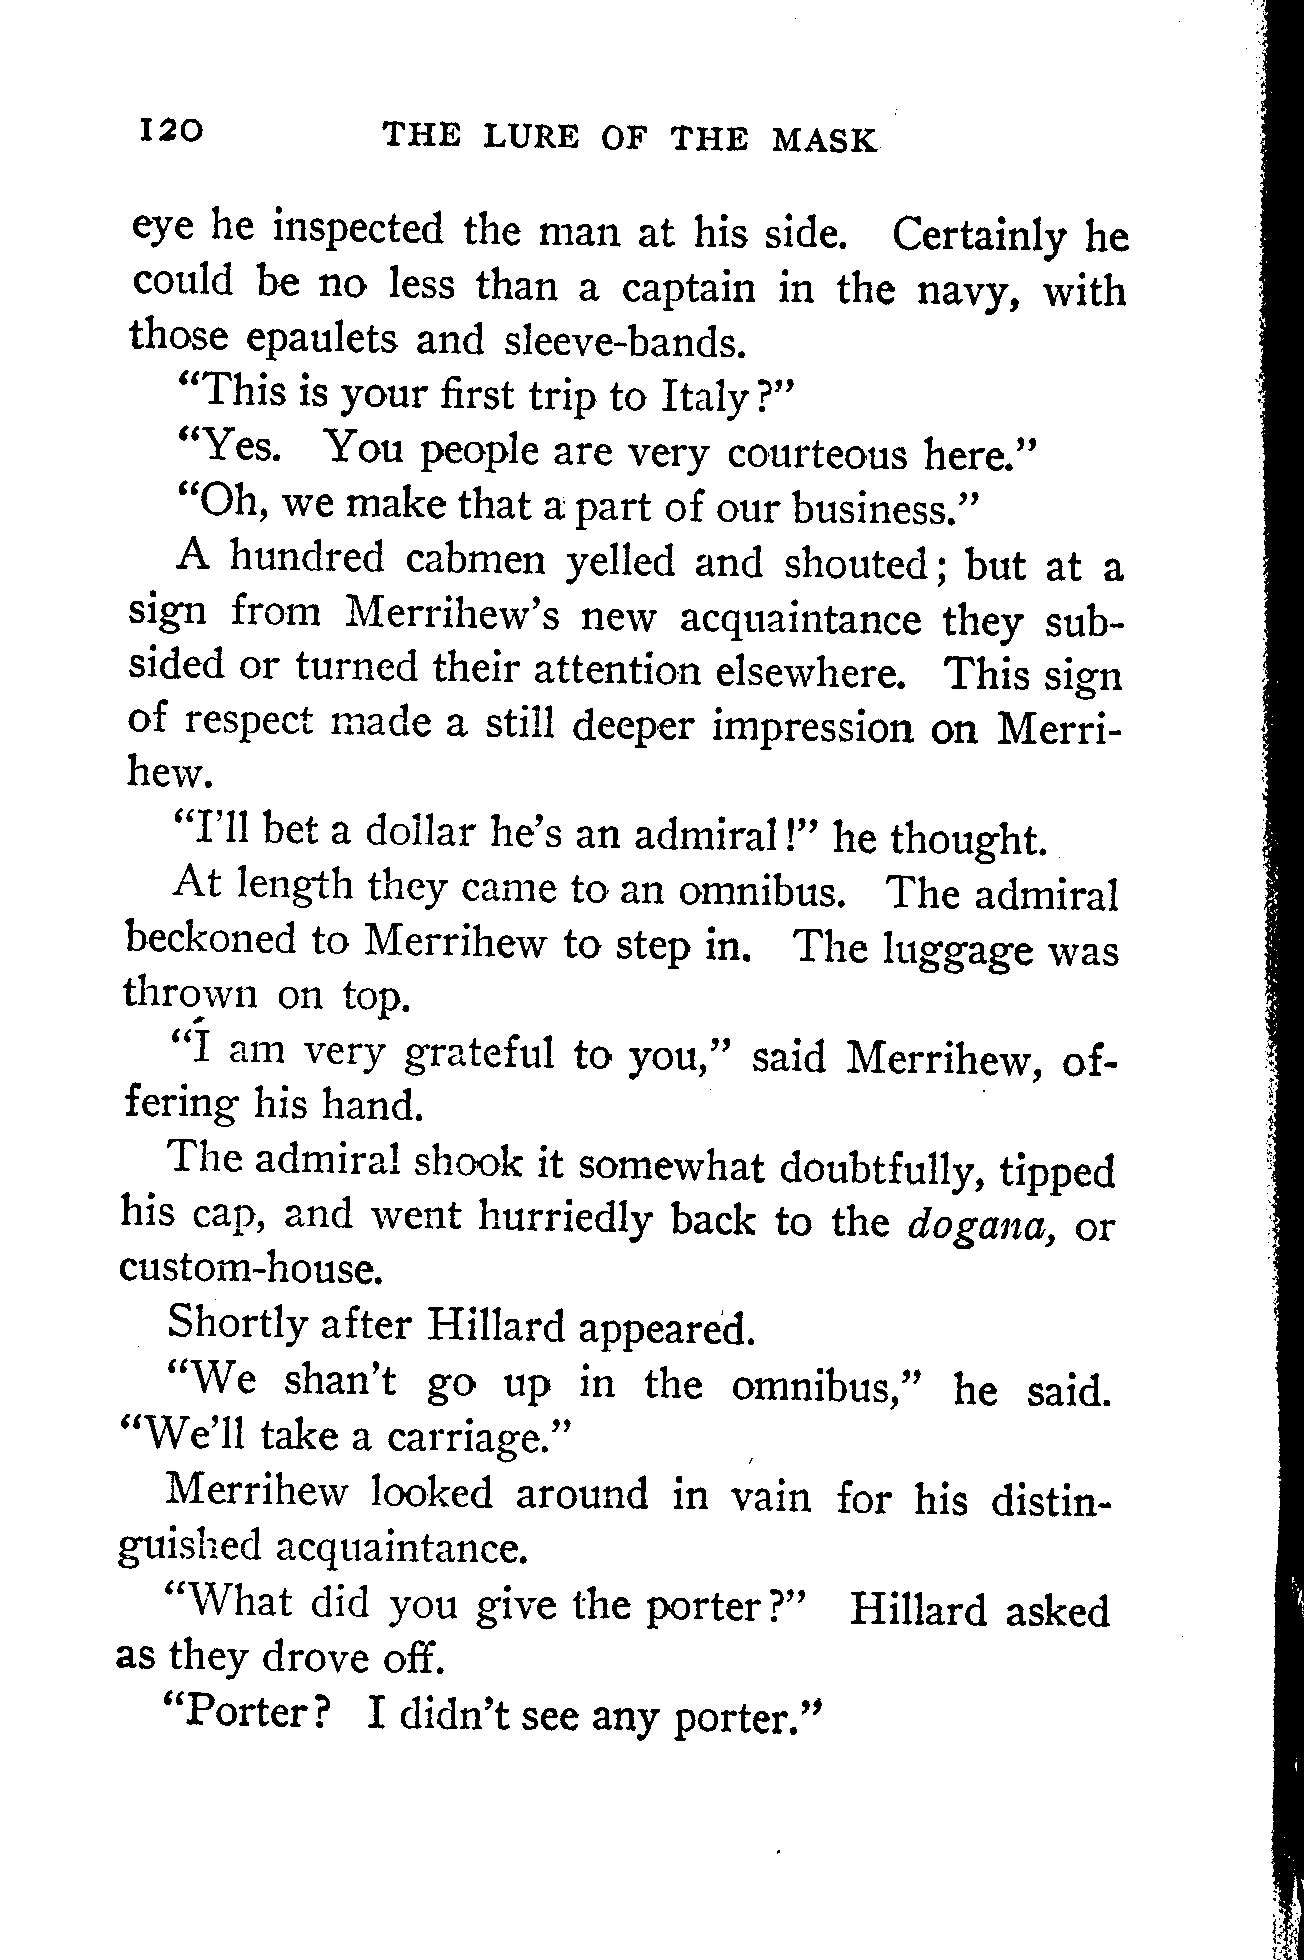 120 THE LURE OF THE MASK
eye he inspected the man at his side. Certainly he
could be no less than a captain in the navy, with
those epaulets and sleeve-bands.
"This is your first trip to Italy?"
"Yes. You people are very courteous here."
"Oh, we make that a part of our business."
A hundred cabmen yelled and shouted; but at a
sign from Merrihew's new acquaintance they sub-
sided or turned their attention elsewhere. This sign
of respect made a still deeper impression on Merri-
hew.
"I'll bet a dollar he's an admiral!" he thought.
At length they came to an omnibus. The admiral
beckoned to Merrihew to step in. The luggage was
thrown on top.
"I am very grateful to you," said Merrihew, of-
fering his hand.
The admiral shook it somewhat doubtfully, tipped
his cap, and went hurriedly back to the dogana, or
custom-house.
Shortly after Hillard appeared.
"We shan't go up in the omnibus," he said.
"We'll take a carriage."
Merrihew looked around in vain for his distin-
guished acquaintance.
"What did you give the porter?" Hillard asked
as they drove off.
"Porter? I didn't see any porter."